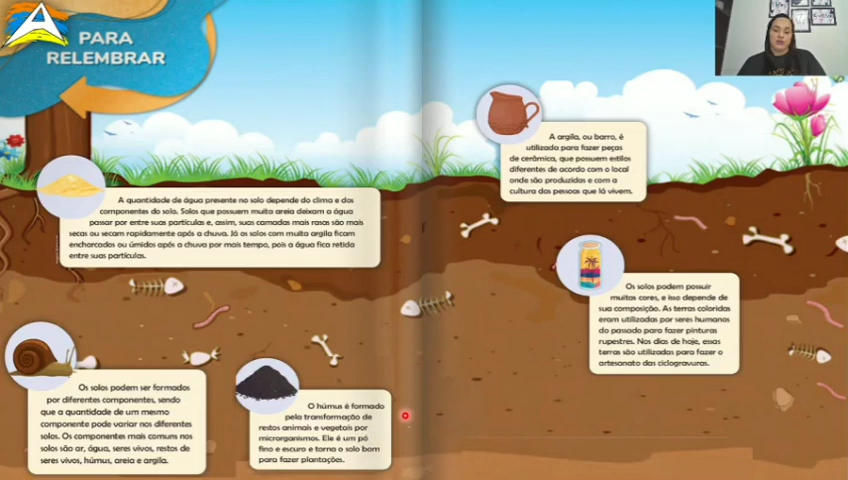 PARA
RELEMBRAR
A quantidade de água presente no solo depende do clima e dos
componentes do solo. Solos que possuem muita areia deixam a água
passar por entre suas partículas e, assim, suas camadas mais rasas são mais
secas ou secam rapidamente após a chuva. Já os solos com muita argila ficam
encharcados ou úmidos após a chuva por mais tempo, pois a água fica retida
entre suas partículas.
A argila, ou barro, é
utilizada para fazer peças
de cerâmica, que possuem estilos
diferentes de acordo com o local
onde são produzidos e com a
cultura das pessoas que lá vivem.
Os solos podem possuir
muitas cores, e isso depende de
sua composição. As terras coloridas
eram utilizadas por seres humanos
do passado para fazer pinturas
rupestres. Nos dias de hoje, essas
terras são utilizadas para fazer o
artesanato das ciclogravuras.
Os solos podem ser formados
por diferentes componentes, sendo
que a quantidade de um mesmo
componente pode variar nos diferentes
solos. Os componentes mais comuns nos
solos são ar, água, seres vivos, restos de
seres vivos, húmus, areia e argila.
O húmus é formado
pela transformação de
restos animais e vegetais por
microrganismos. Ele é um pó
fino e escuro e torna o solo bom
para fazer plantações.